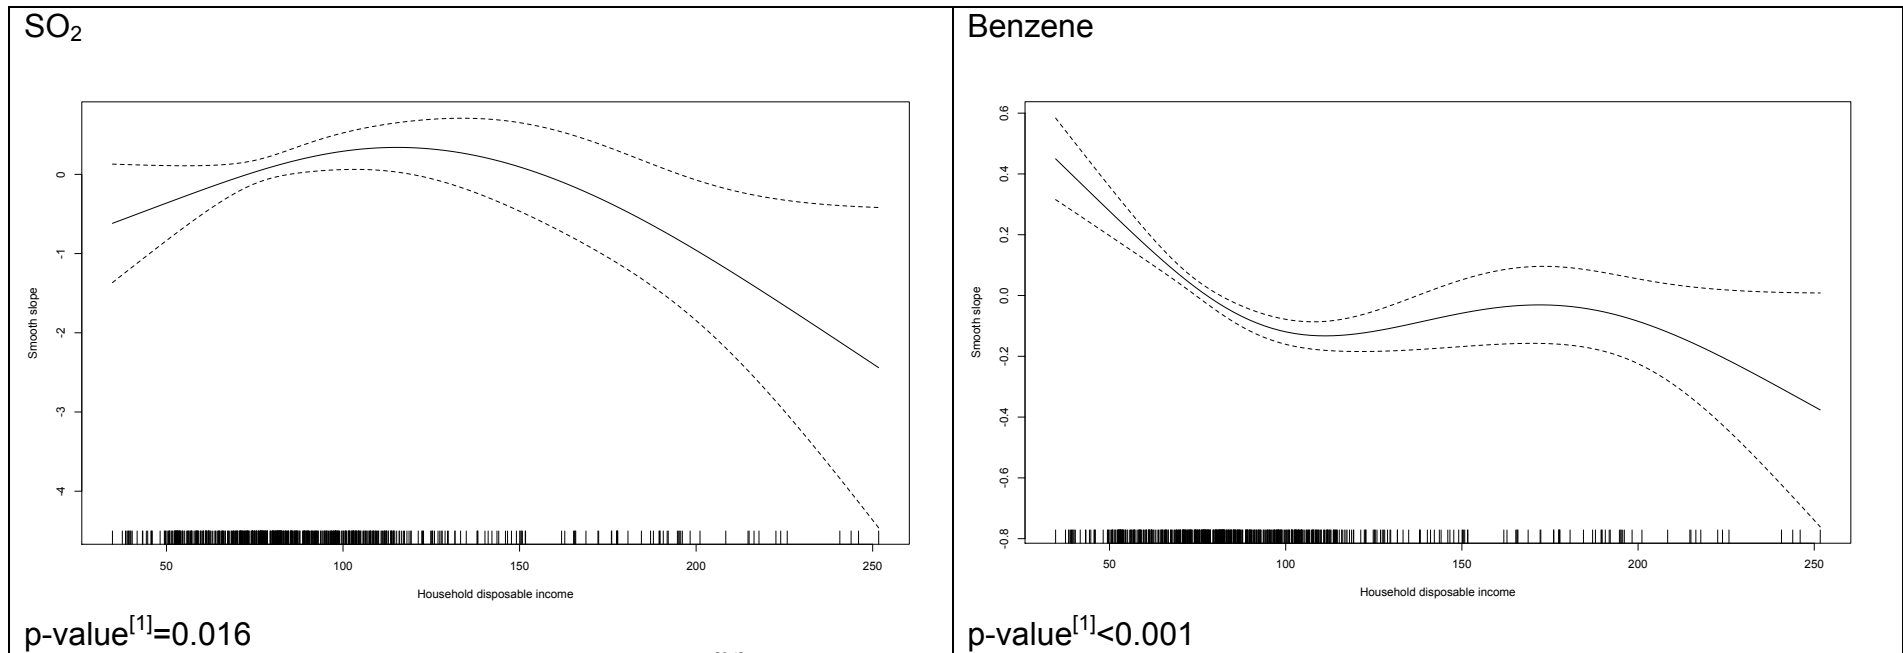 SO₂
0
-1
-2
-3
-4
Smooth slope
50 100 150 200 250
Household disposable income
p-value[1]=0.016
Benzene
0.6
0.4
0.2
0.0
-0.2
-0.4
-0.6
-0.8
Smooth slope
50 100 150 200 250
Household disposable income
p-value[1]<0.001